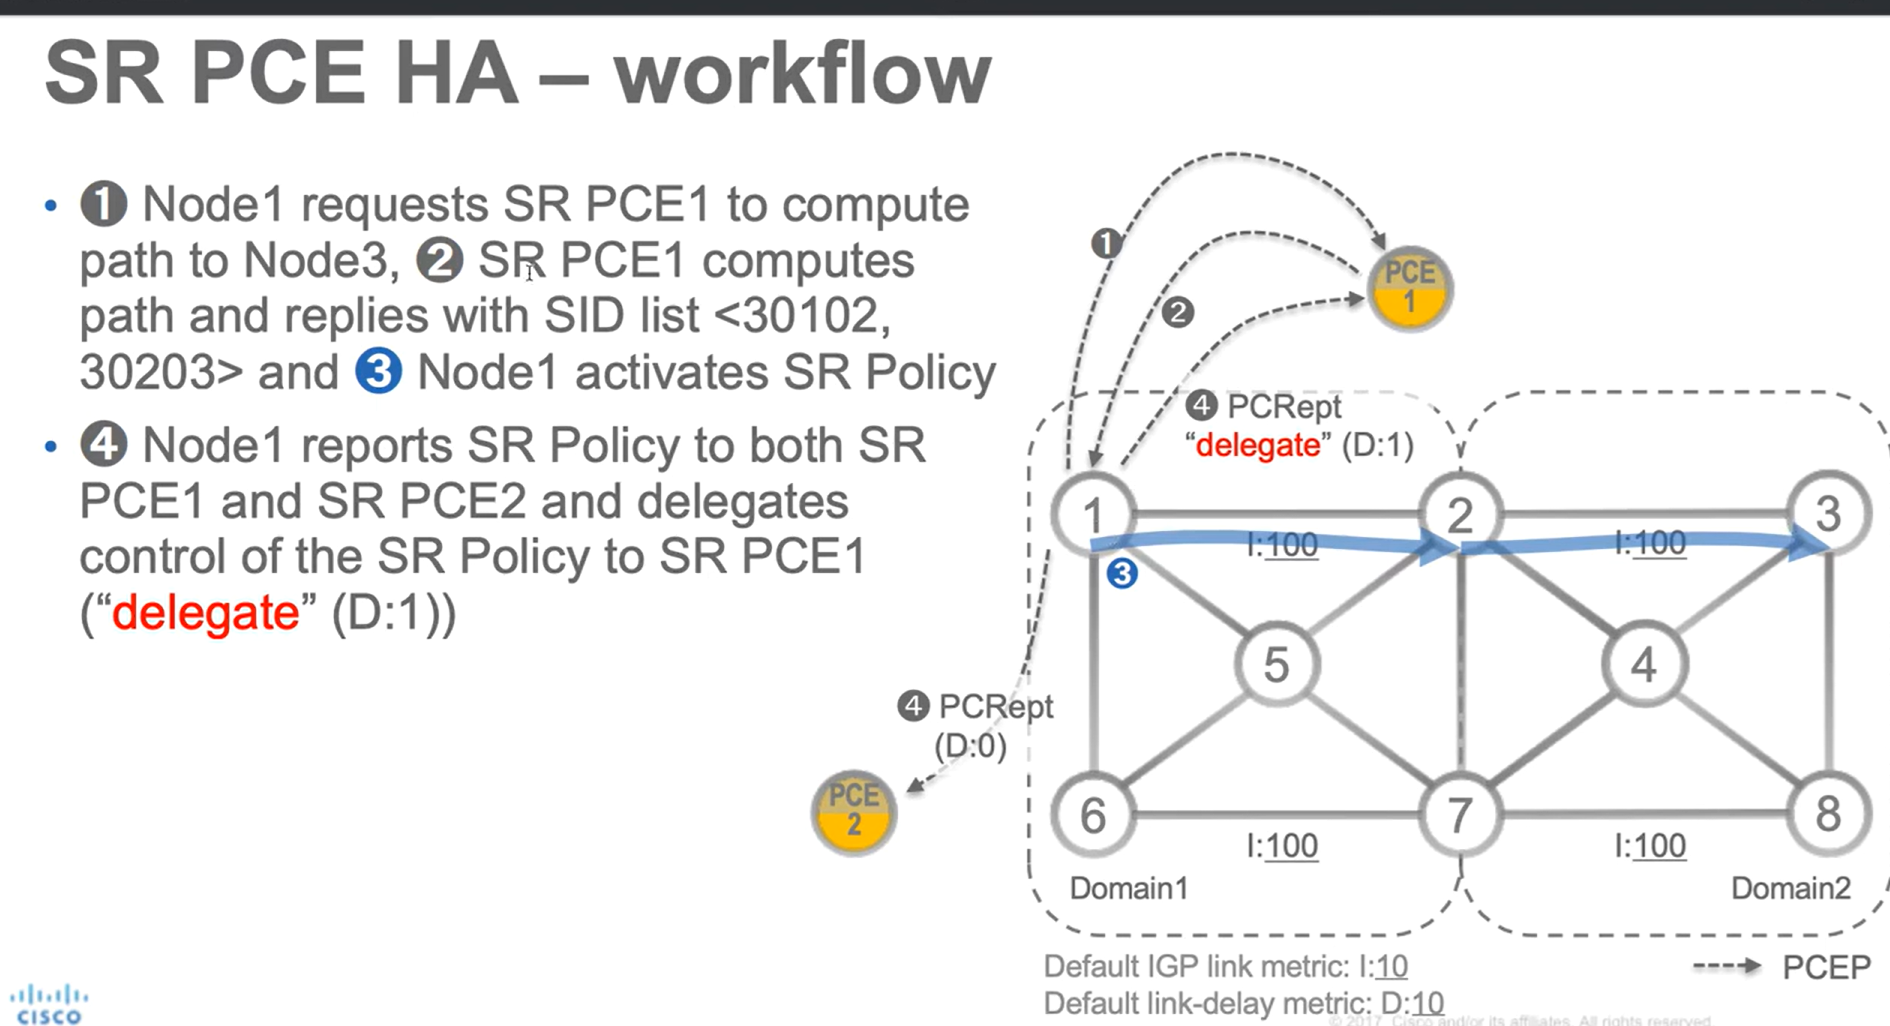 SR PCE HA – workflow
• ❶ Node1 requests SR PCE1 to compute
path to Node3, ❷ SR PCE1 computes
path and replies with SID list <30102,
30203> and ❸ Node1 activates SR Policy
• ❹ Node1 reports SR Policy to both SR
PCE1 and SR PCE2 and delegates
control of the SR Policy to SR PCE1
(“delegate” (D:1))
❶
PCE
1
❷
❹ PCRept
“delegate” (D:1)
1
2
3
I:100
I:100
❸
5
4
❹ PCRept
(D:0)
PCE
2
6
7
8
I:100
I:100
Domain1
Domain2
Default IGP link metric: I:10
PCEP
Default link-delay metric: D:10
© 2017 Cisco and/or its affiliates. All rights reserved.
CISCO